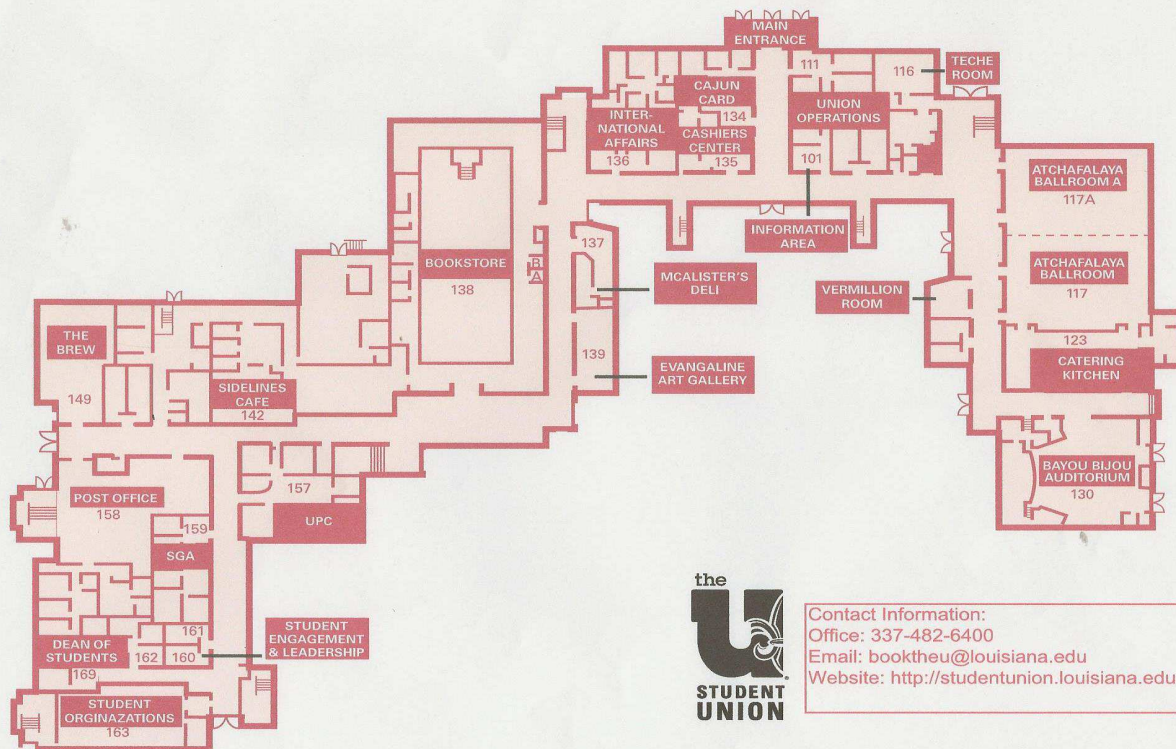 MAIN
ENTRANCE
111
116
TECHE
ROOM
CAJUN
CARD
134
UNION
OPERATIONS
INTER-
NATIONAL
AFFAIRS
136
CASHIERS
CENTER
135
101
INFORMATION
AREA
ATCHAFALAYA
BALLROOM A
117A
ATCHAFALAYA
BALLROOM
117
VERMILLION
ROOM
123
CATERING
KITCHEN
BAYOU BIJOU
AUDITORIUM
130
BOOKSTORE
138
B
A
137
MCALISTER'S
DELI
139
EVANGALINE
ART GALLERY
THE
BREW
149
SIDELINES
CAFE
142
157
UPC
POST OFFICE
158
159
SGA
161
STUDENT
ENGAGEMENT
& LEADERSHIP
DEAN OF
STUDENTS
162
160
169
STUDENT
ORGINAZATIONS
163
the
u
STUDENT
UNION
Contact Information:
Office: 337-482-6400
Email: booktheu@louisiana.edu
Website: http://studentunion.louisiana.edu